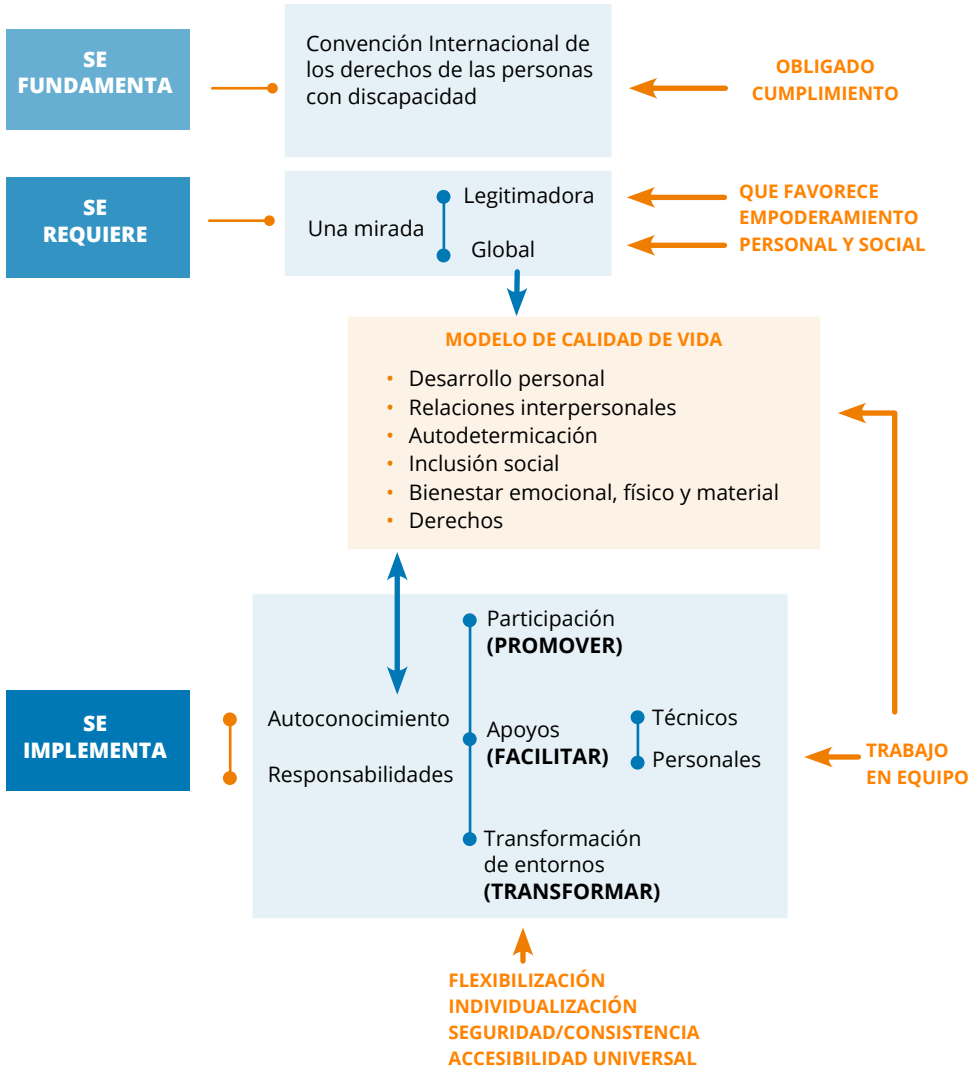 SE
FUNDAMENTA
Convención Internacional de
los derechos de las personas
con discapacidad
OBLIGADO
CUMPLIMIENTO
SE
REQUIERE
Una mirada
Legitimadora
Global
QUE FAVORECE
EMPODERAMIENTO
PERSONAL Y SOCIAL
MODELO DE CALIDAD DE VIDA
• Desarrollo personal
• Relaciones interpersonales
• Autodetermicación
• Inclusión social
• Bienestar emocional, físico y material
• Derechos
SE
IMPLEMENTA
Autoconocimiento
Responsabilidades
Participación
(PROMOVER)
Apoyos
(FACILITAR)
Técnicos
Personales
Transformación
de entornos
(TRANSFORMAR)
TRABAJO
EN EQUIPO
FLEXIBILIZACIÓN
INDIVIDUALIZACIÓN
SEGURIDAD/CONSISTENCIA
ACCESIBILIDAD UNIVERSAL